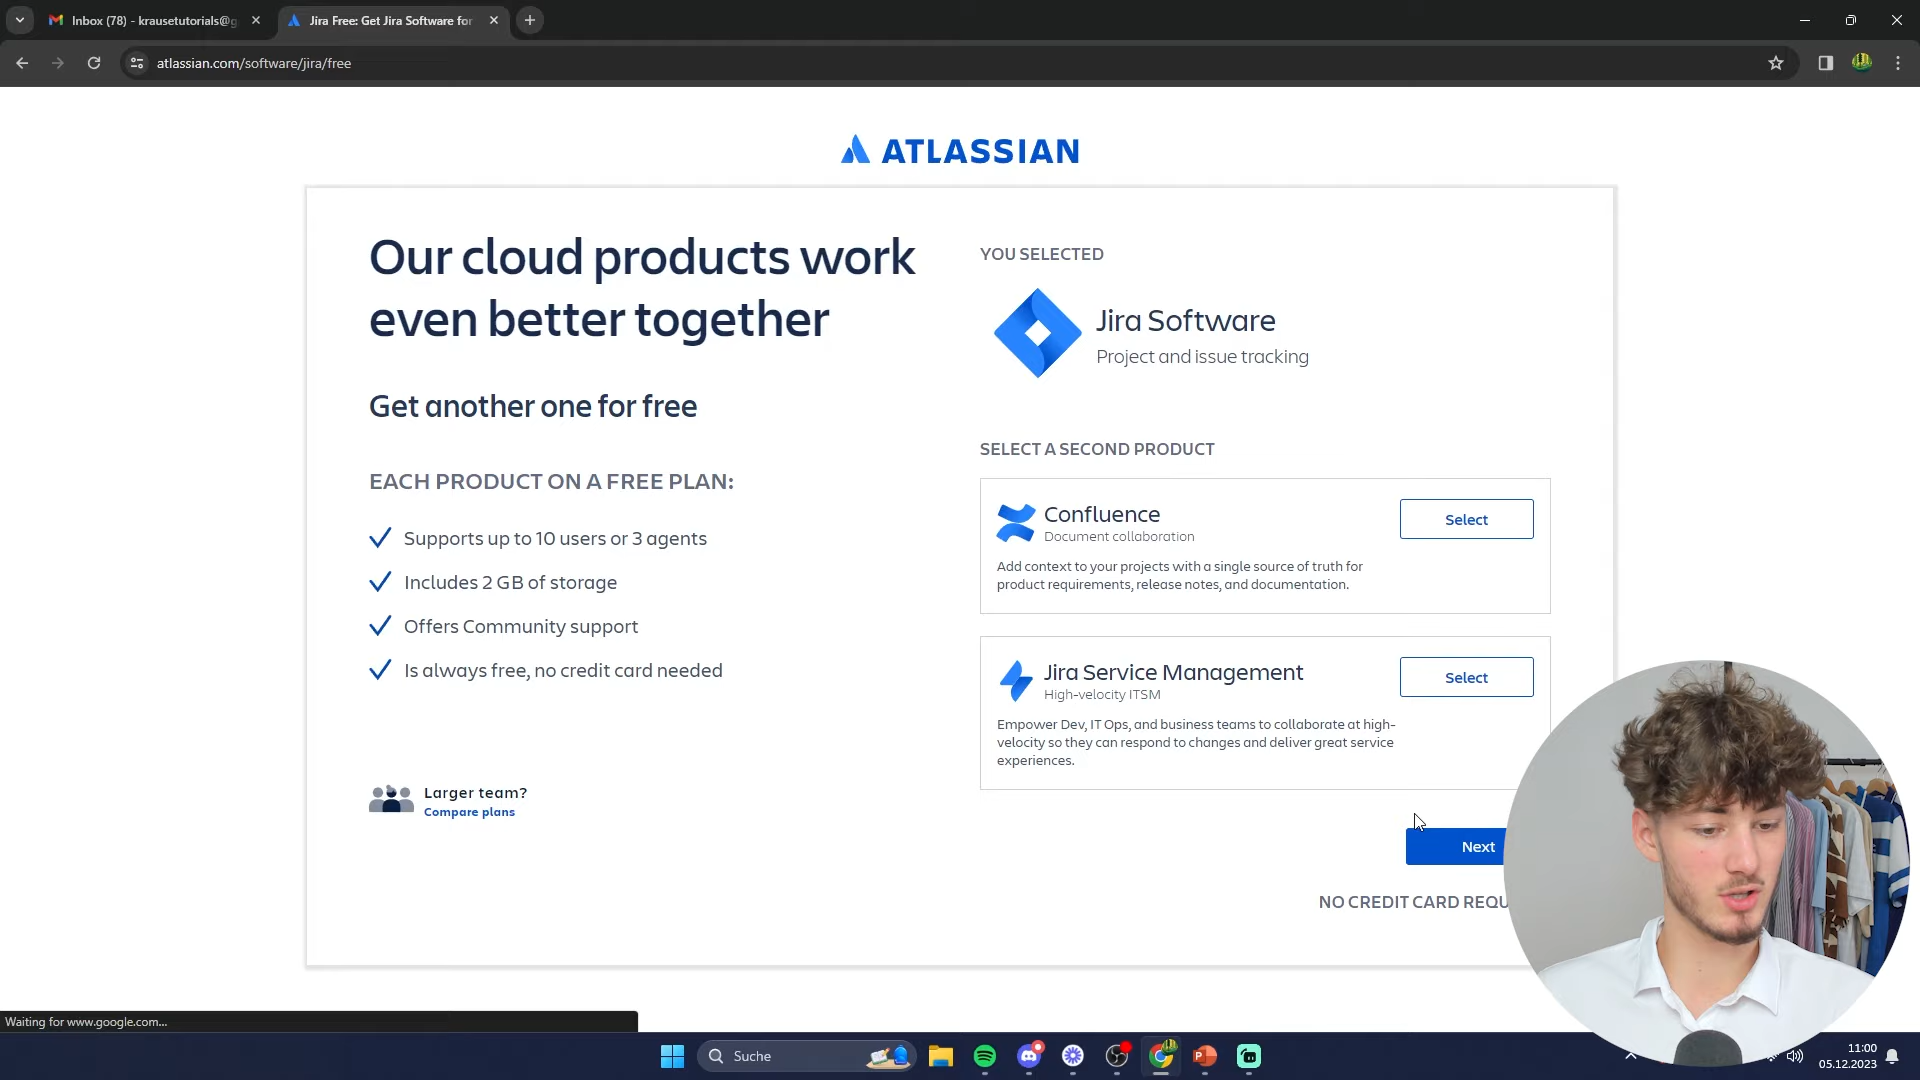 Inbox (78) - krausetutorials@g
Jira Free: Get Jira Software for
atlassian.com/software/jira/free
ATLASSIAN
Our cloud products work
even better together
Get another one for free
EACH PRODUCT ON A FREE PLAN:
Supports up to 10 users or 3 agents
Includes 2 GB of storage
Offers Community support
Is always free, no credit card needed
Larger team?
Compare plans
YOU SELECTED
Jira Software
Project and issue tracking
SELECT A SECOND PRODUCT
Confluence
Document collaboration
Select
Add context to your projects with a single source of truth for
product requirements, release notes, and documentation.
Jira Service Management
High-velocity ITSM
Select
Empower Dev, IT Ops, and business teams to collaborate at high-
velocity so they can respond to changes and deliver great service
experiences.
Next
NO CREDIT CARD REQU
Waiting for www.google.com...
Suche
11:00
05.12.2023